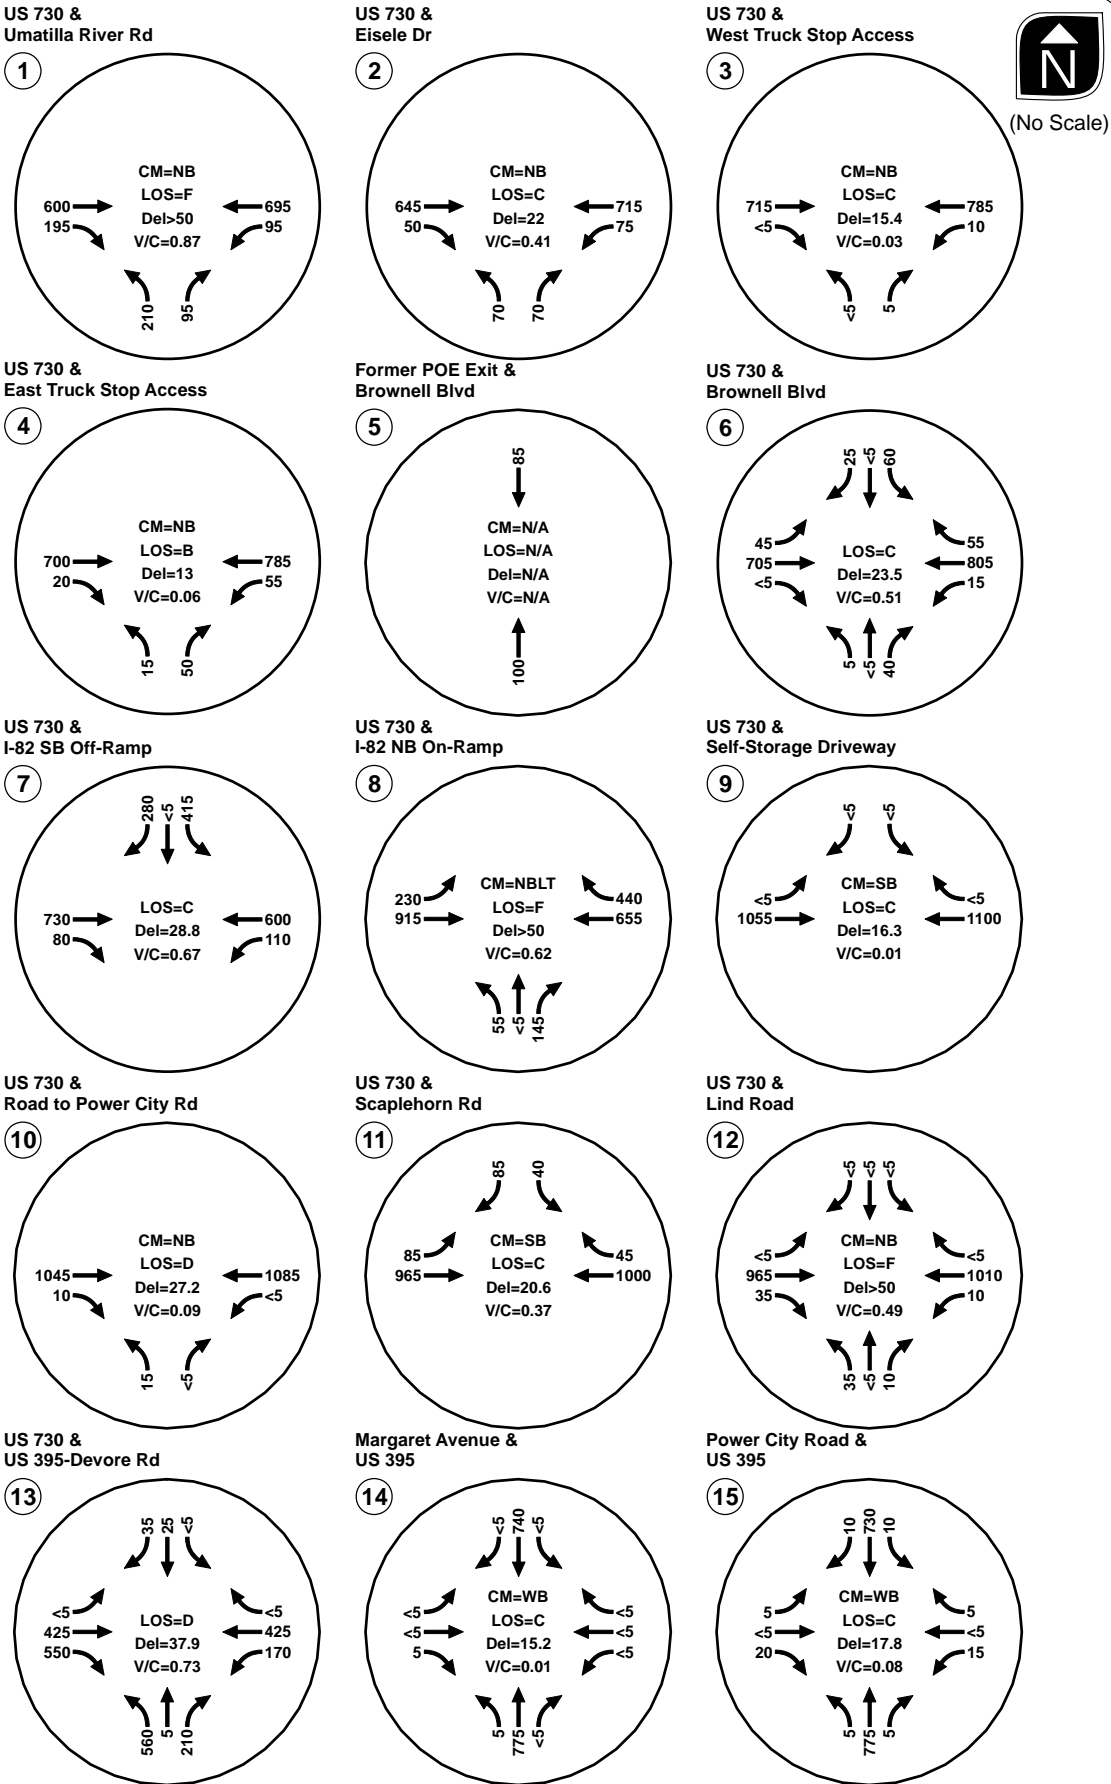 US 730 &
Umatilla River Rd
1
CM=NB
LOS=F
Del>50
V/C=0.87
600
195
695
95
210
95
US 730 &
Eisele Dr
2
CM=NB
LOS=C
Del=22
V/C=0.41
645
50
715
75
70
70
US 730 &
West Truck Stop Access
3
CM=NB
LOS=C
Del=15.4
V/C=0.03
715
<5
785
10
<5
5
N
(No Scale)
US 730 &
East Truck Stop Access
4
CM=NB
LOS=B
Del=13
V/C=0.06
700
20
785
55
15
50
Former POE Exit &
Brownell Blvd
5
85
CM=N/A
LOS=N/A
Del=N/A
V/C=N/A
100
US 730 &
Brownell Blvd
6
25
<5
60
45
705
<5
LOS=C
Del=23.5
V/C=0.51
55
805
15
5
<5
40
US 730 &
I-82 SB Off-Ramp
7
280
<5
415
730
80
LOS=C
Del=28.8
V/C=0.67
600
110
US 730 &
I-82 NB On-Ramp
8
230
915
CM=NBLT
LOS=F
Del>50
V/C=0.62
440
655
55
<5
145
US 730 &
Self-Storage Driveway
9
<5
<5
<5
1055
CM=SB
LOS=C
Del=16.3
V/C=0.01
<5
1100
US 730 &
Road to Power City Rd
10
CM=NB
LOS=D
Del=27.2
V/C=0.09
1045
10
1085
<5
15
<5
US 730 &
Scaplehorn Rd
11
85
40
85
965
CM=SB
LOS=C
Del=20.6
V/C=0.37
45
1000
US 730 &
Lind Road
12
<5
<5
<5
<5
965
35
CM=NB
LOS=F
Del>50
V/C=0.49
<5
1010
10
35
<5
10
US 730 &
US 395-Devore Rd
13
35
25
<5
<5
425
550
LOS=D
Del=37.9
V/C=0.73
<5
425
170
560
5
210
Margaret Avenue &
US 395
14
<5
740
<5
<5
<5
5
CM=WB
LOS=C
Del=15.2
V/C=0.01
<5
<5
<5
5
775
<5
Power City Road &
US 395
15
10
730
10
5
<5
20
CM=WB
LOS=C
Del=17.8
V/C=0.08
5
<5
15
5
775
5